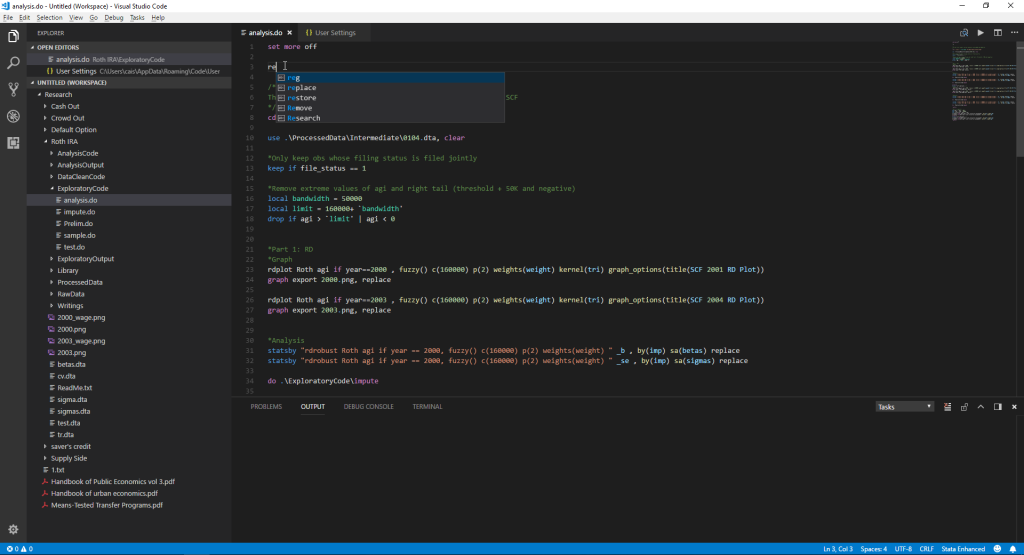 analysis.do - Untitled (Workspace) - Visual Studio Code
File Edit Selection View Go Debug Tasks Help
EXPLORER
OPEN EDITORS
analysis.do Roth IRA\ExploratoryCode
User Settings C:\Users\cais\AppData\Roaming\Code\User
UNTITLED (WORKSPACE)
Research
Cash Out
Crowd Out
Default Option
Roth IRA
AnalysisCode
AnalysisOutput
DataCleanCode
ExploratoryCode
analysis.do
impute.do
Prelim.do
sample.do
test.do
ExploratoryOutput
Library
ProcessedData
RawData
Writings
2000_wage.png
2000.png
2003_wage.png
2003.png
betas.dta
cv.dta
ReadMe.txt
sigma.dta
sigmas.dta
test.dta
tr.dta
saver's credit
Supply Side
1.txt
Handbook of Public Economics vol 3.pdf
Handbook of urban economics.pdf
Means-Tested Transfer Programs.pdf
analysis.do
{} User Settings
1 set more off
2
3 re
4 reg
5 /* replace
6 Th restore SCF
7 */ Remove
8 cd Research
9
10 use .\ProcessedData\Intermediate\0104.dta, clear
11
12 *Only keep obs whose filing status is filed jointly
13 keep if file_status == 1
14
15 *Remove extreme values of agi and right tail (threshold + 50K and negative)
16 local bandwidth = 50000
17 local limit = 160000+ `bandwidth'
18 drop if agi > `limit' | agi < 0
19
20
21 *Part 1: RD
22 *Graph
23 rdplot Roth agi if year==2000 , fuzzy() c(160000) p(2) weights(weight) kernel(tri) graph_options(title(SCF 2001 RD Plot))
24 graph export 2000.png, replace
25
26 rdplot Roth agi if year==2003 , fuzzy() c(160000) p(2) weights(weight) kernel(tri) graph_options(title(SCF 2004 RD Plot))
27 graph export 2003.png, replace
28
29
30 *Analysis
31 statsby "rdrobust Roth agi if year == 2000, fuzzy() c(160000) p(2) weights(weight) " _b , by(imp) sa(betas) replace
32 statsby "rdrobust Roth agi if year == 2000, fuzzy() c(160000) p(2) weights(weight) " _se , by(imp) sa(sigmas) replace
33
34 do .\ExploratoryCode\impute
35
PROBLEMS OUTPUT DEBUG CONSOLE TERMINAL
Tasks
0 0
Ln 3, Col 3 Spaces: 4 UTF-8 CRLF Stata Enhanced